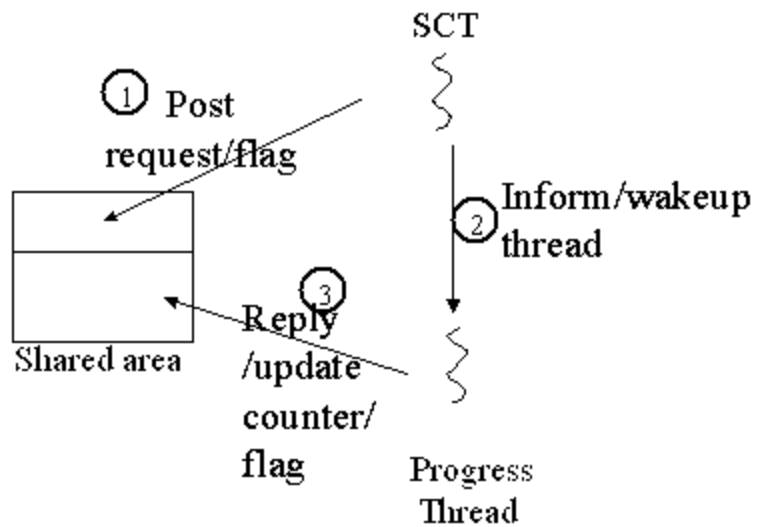 SCT
1
Post
request/flag
2
Inform/wakeup
thread
3
Reply
/update
counter/
flag
Shared area
Progress
Thread